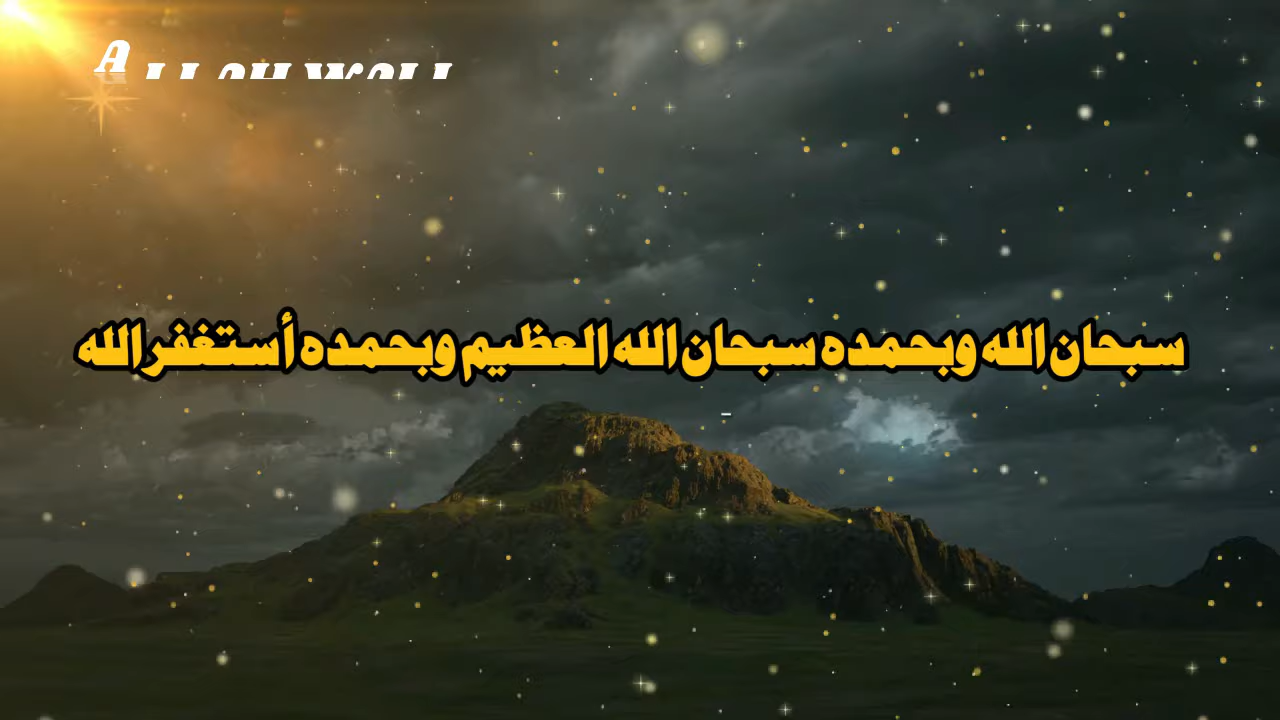 سبحان الله وبحمده سبحان الله العظيم وبحمده أستغفر الله